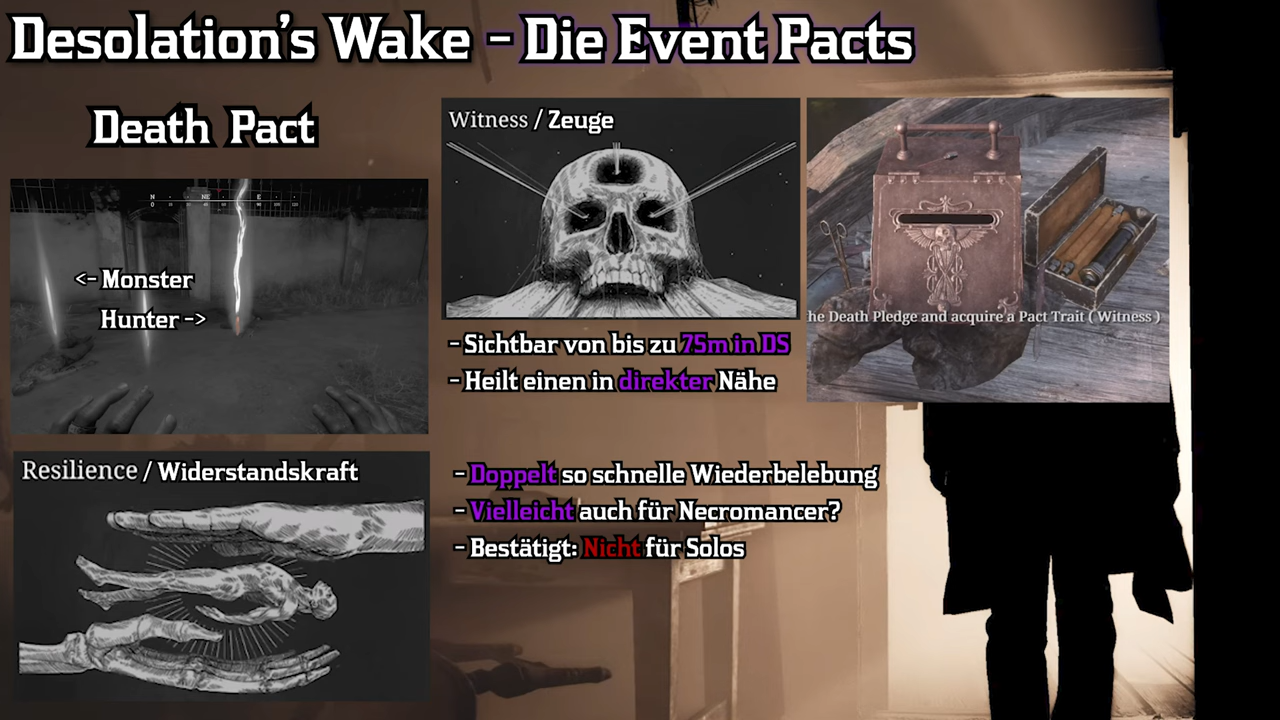 Desolation's Wake - Die Event Pacts
Death Pact
N NE E
<- Monster
Hunter ->
Witness / Zeuge
- Sichtbar von bis zu 75m in DS
- Heilt einen in direkter Nähe
he Death Pledge and acquire a Pact Trait ( Witness )
Resilience / Widerstandskraft
- Doppelt so schnelle Wiederbelebung
- Vielleicht auch für Necromancer?
- Bestätigt: Nicht für Solos